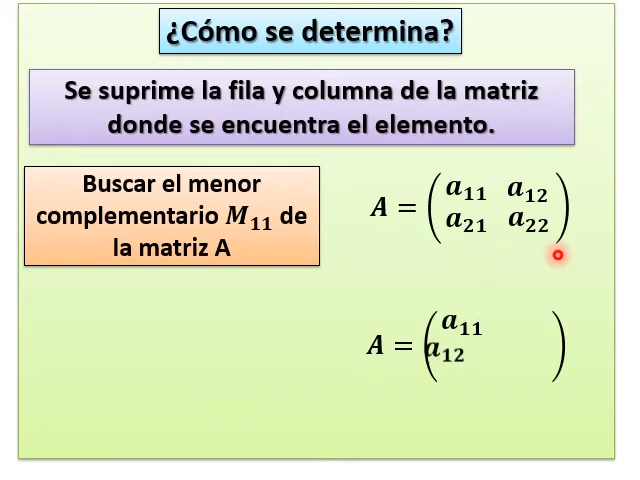 ¿Cómo se determina?
Se suprime la fila y columna de la matriz
donde se encuentra el elemento.
Buscar el menor
complementario M₁₁ de
la matriz A
A = ( a₁₁ a₁₂
a₂₁ a₂₂ )
A = ( a₁₁
a₁₂ )